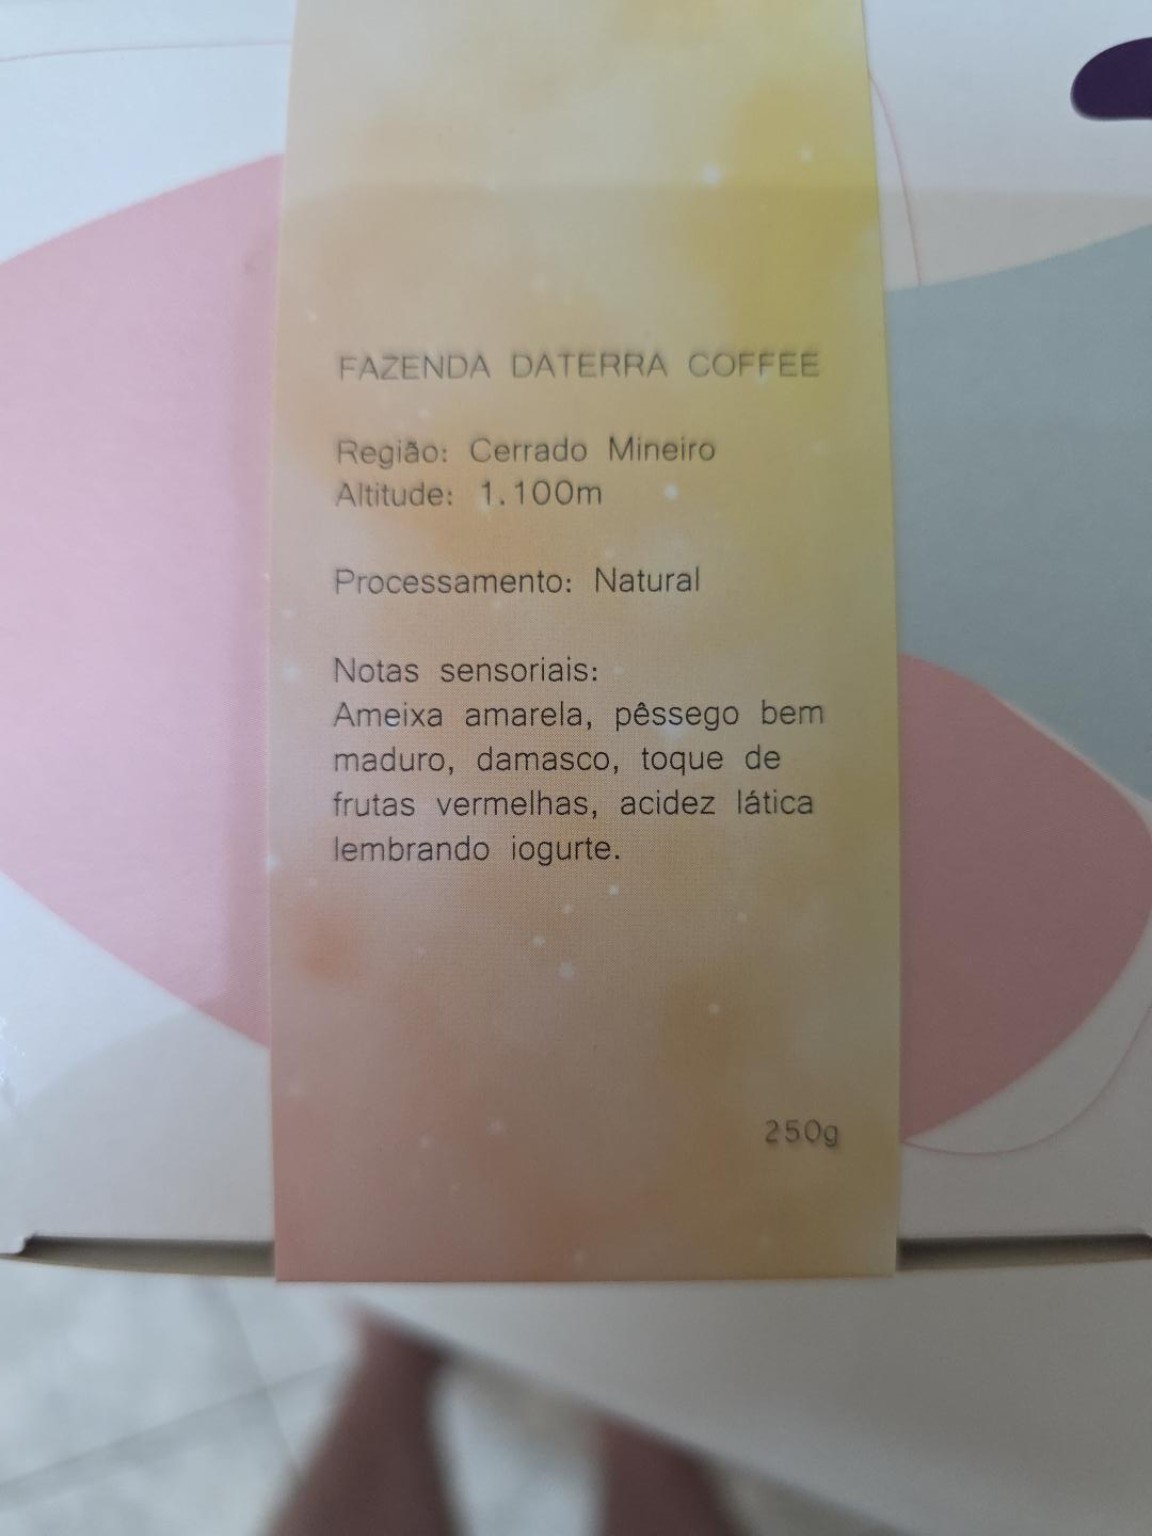 FAZENDA DATERRA COFFEE
Região: Cerrado Mineiro
Altitude: 1.100m
Processamento: Natural
Notas sensoriais:
Ameixa amarela, pêssego bem
maduro, damasco, toque de
frutas vermelhas, acidez lática
lembrando iogurte.
250g